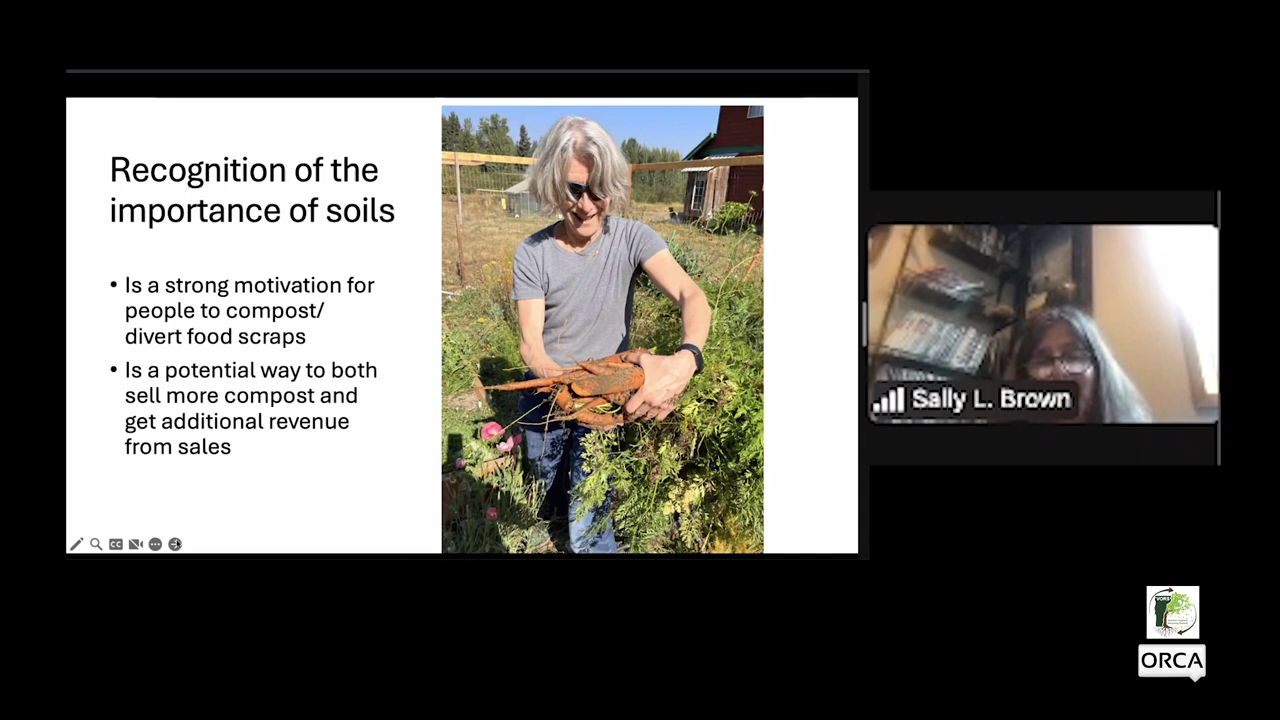 Recognition of the
importance of soils
• Is a strong motivation for
people to compost/
divert food scraps
• Is a potential way to both
sell more compost and
get additional revenue
from sales
CC
Sally L. Brown
ORCA